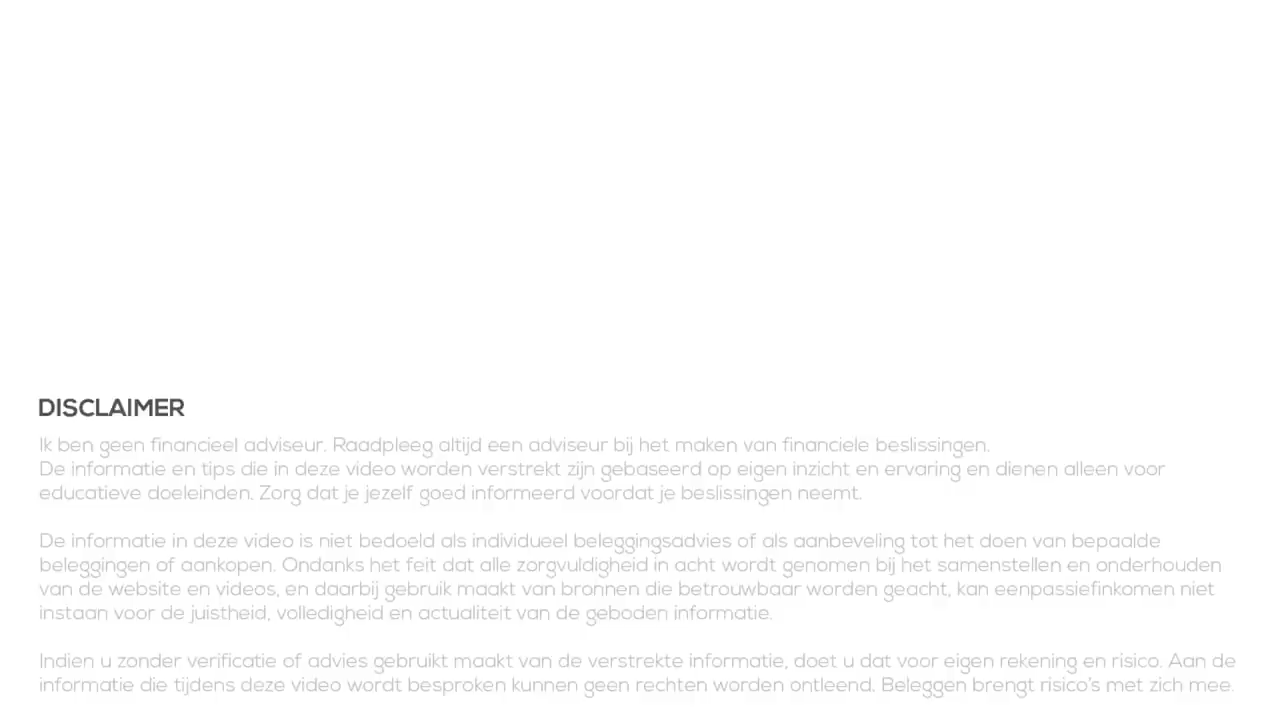 DISCLAIMER
Ik ben geen financieel adviseur. Raadpleeg altijd een adviseur bij het maken van financiele beslissingen.
De informatie en tips die in deze video worden verstrekt zijn gebaseerd op eigen inzicht en ervaring en dienen alleen voor
educatieve doeleinden. Zorg dat je jezelf goed informeerd voordat je beslissingen neemt.
De informatie in deze video is niet bedoeld als individueel beleggingsadvies of als aanbeveling tot het doen van bepaalde
beleggingen of aankopen. Ondanks het feit dat alle zorgvuldigheid in acht wordt genomen bij het samenstellen en onderhouden
van de website en videos, en daarbij gebruik maakt van bronnen die betrouwbaar worden geacht, kan eenpassiefinkomen niet
instaan voor de juistheid, volledigheid en actualiteit van de geboden informatie.
Indien u zonder verificatie of advies gebruikt maakt van de verstrekte informatie, doet u dat voor eigen rekening en risico. Aan de
informatie die tijdens deze video wordt besproken kunnen geen rechten worden ontleend. Beleggen brengt risico's met zich mee.